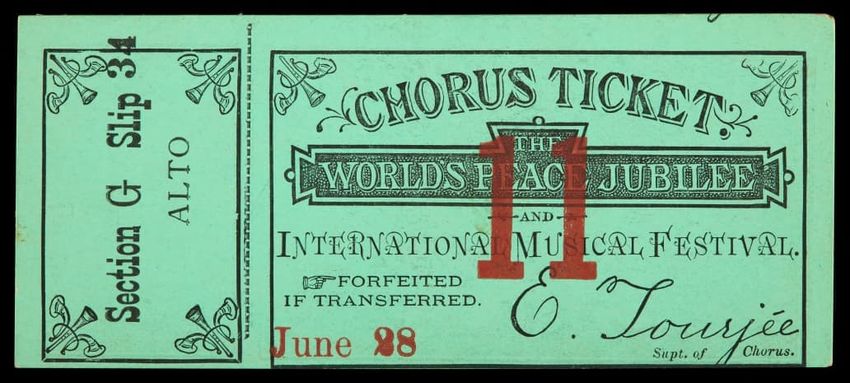 Section G Slip 34
ALTO
CHORUS TICKET.
THE
WORLD'S PEACE JUBILEE
11
AND
INTERNATIONAL MUSICAL FESTIVAL.
☞FORFEITED
IF TRANSFERRED.
E. Tourjée
Supt. of Chorus.
June 28